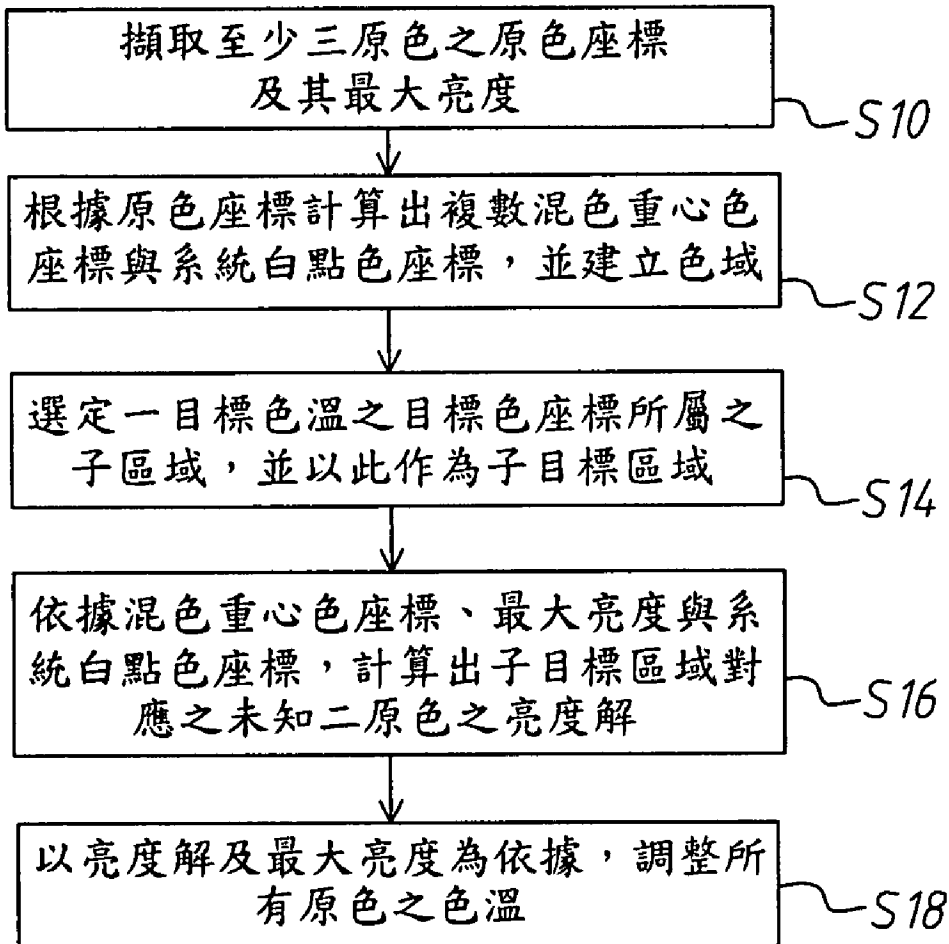 擷取至少三原色之原色座標
及其最大亮度
S10
根據原色座標計算出複數混色重心色
座標與系統白點色座標，並建立色域
S12
選定一目標色溫之目標色座標所屬之
子區域，並以此作為子目標區域
S14
依據混色重心色座標、最大亮度與系
統白點色座標，計算出子目標區域對
應之未知二原色之亮度解
S16
以亮度解及最大亮度為依據，調整所
有原色之色溫
S18